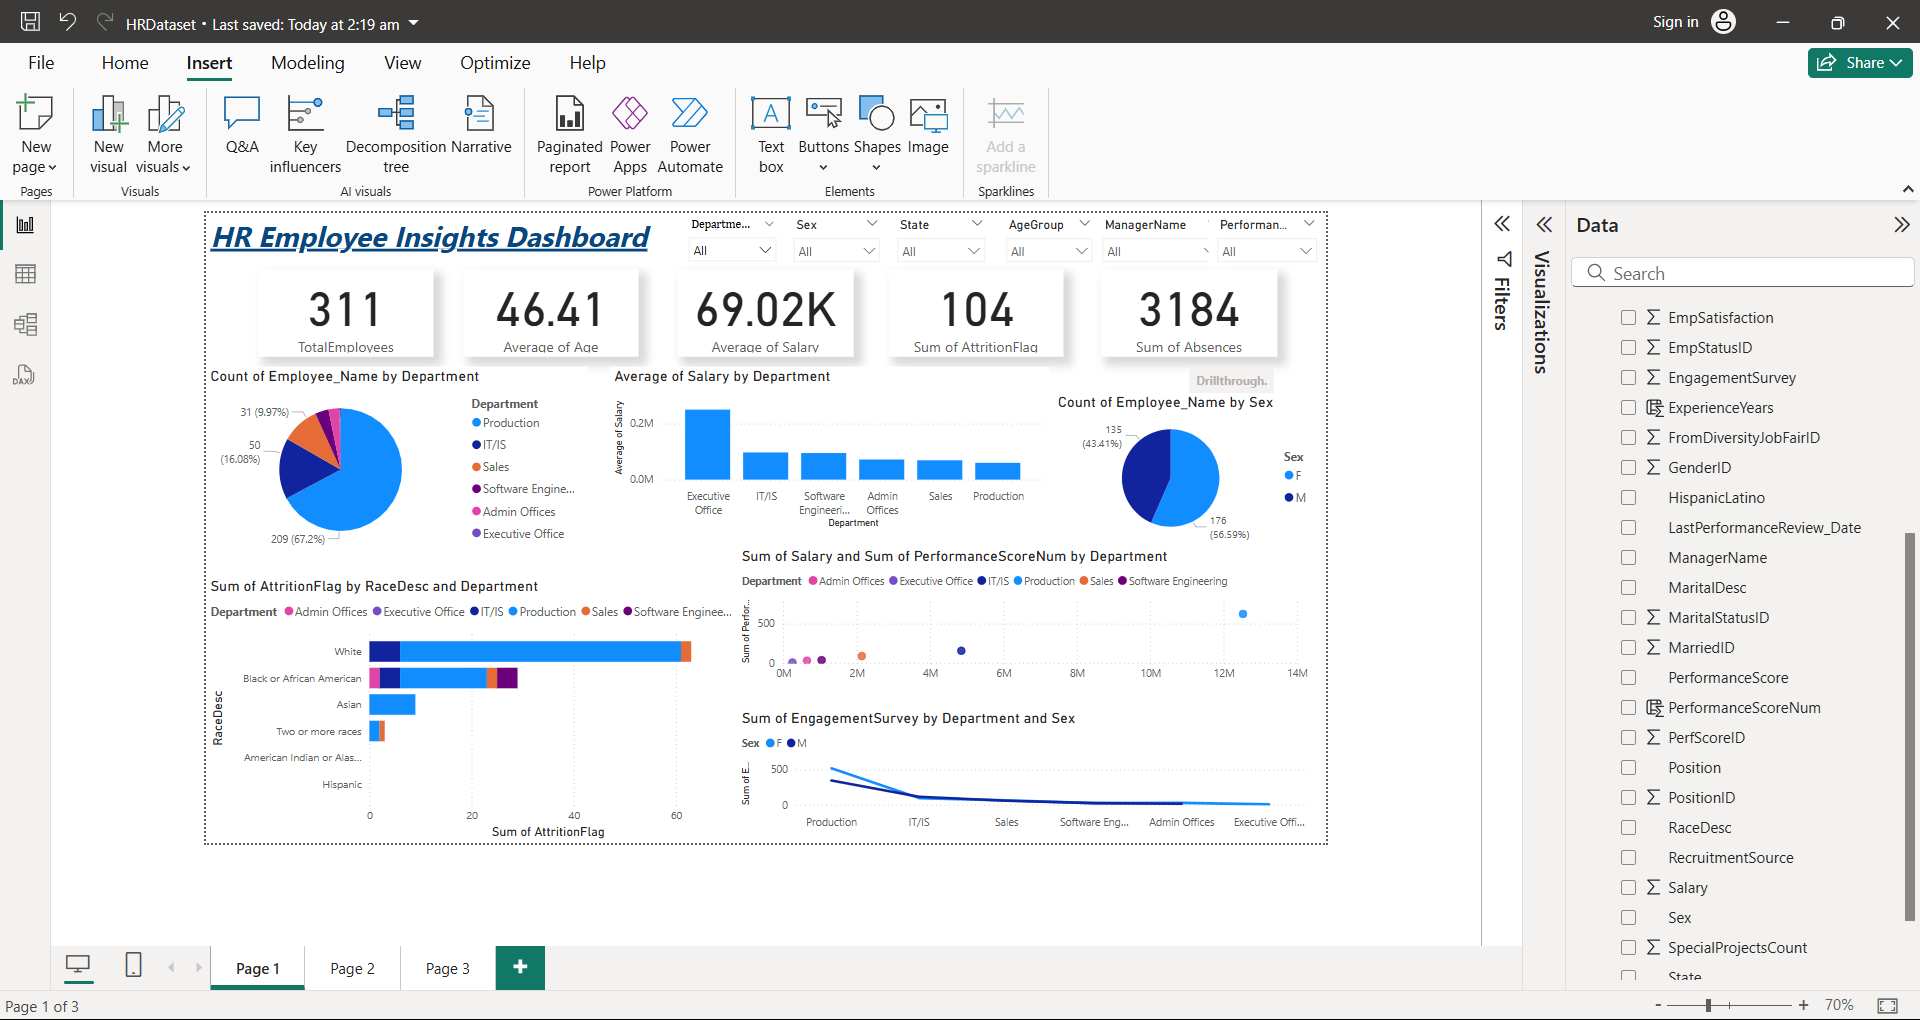 HRDataset • Last saved: Today at 2:19 am
Sign in
File Home Insert Modeling View Optimize Help
Share
New page
New visual
More visuals
Q&A
Key influencers
Decomposition tree
Narrative
Paginated report
Power Apps
Power Automate
Text box
Buttons
Shapes
Image
Add a sparkline
Pages
Visuals
AI visuals
Power Platform
Elements
Sparklines
HR Employee Insights Dashboard
Departme...
All
Sex
All
State
All
AgeGroup
All
ManagerName
All
Performan...
All
311
TotalEmployees
46.41
Average of Age
69.02K
Average of Salary
104
Sum of AttritionFlag
3184
Sum of Absences
Count of Employee_Name by Department
31 (9.97%)
50
(16.08%)
209 (67.2%)
Department
Production
IT/IS
Sales
Software Engine...
Admin Offices
Executive Office
Average of Salary by Department
Average of Salary
0.2M
0.0M
Executive Office
IT/IS
Software Engineeri...
Admin Offices
Sales
Production
Department
Drillthrough.
Count of Employee_Name by Sex
135
(43.41%)
176
(56.59%)
Sex
F
M
Sum of AttritionFlag by RaceDesc and Department
Department Admin Offices Executive Office IT/IS Production Sales Software Enginee...
RaceDesc
White
Black or African American
Asian
Two or more races
American Indian or Alas...
Hispanic
0 20 40 60
Sum of AttritionFlag
Sum of Salary and Sum of PerformanceScoreNum by Department
Department Admin Offices Executive Office IT/IS Production Sales Software Engineering
Sum of Perfor...
500
0
0M 2M 4M 6M 8M 10M 12M 14M
Sum of EngagementSurvey by Department and Sex
Sex F M
Sum of E...
500
0
Production IT/IS Sales Software Eng... Admin Offices Executive Offi...
Filters
Visualizations
Data
Search
EmpSatisfaction
EmpStatusID
EngagementSurvey
ExperienceYears
FromDiversityJobFairID
GenderID
HispanicLatino
LastPerformanceReview_Date
ManagerName
MaritalDesc
MaritalStatusID
MarriedID
PerformanceScore
PerformanceScoreNum
PerfScoreID
Position
PositionID
RaceDesc
RecruitmentSource
Salary
Sex
SpecialProjectsCount
State
DAX
Page 1
Page 2
Page 3
+
Page 1 of 3
- + 70%